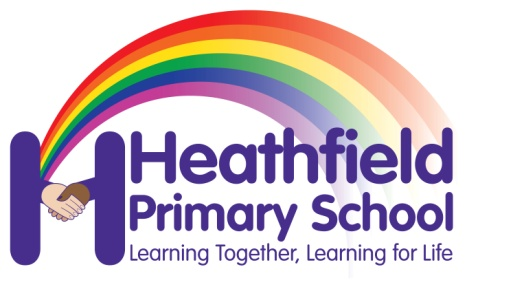 H Heathfield
Primary School
Learning Together, Learning for Life